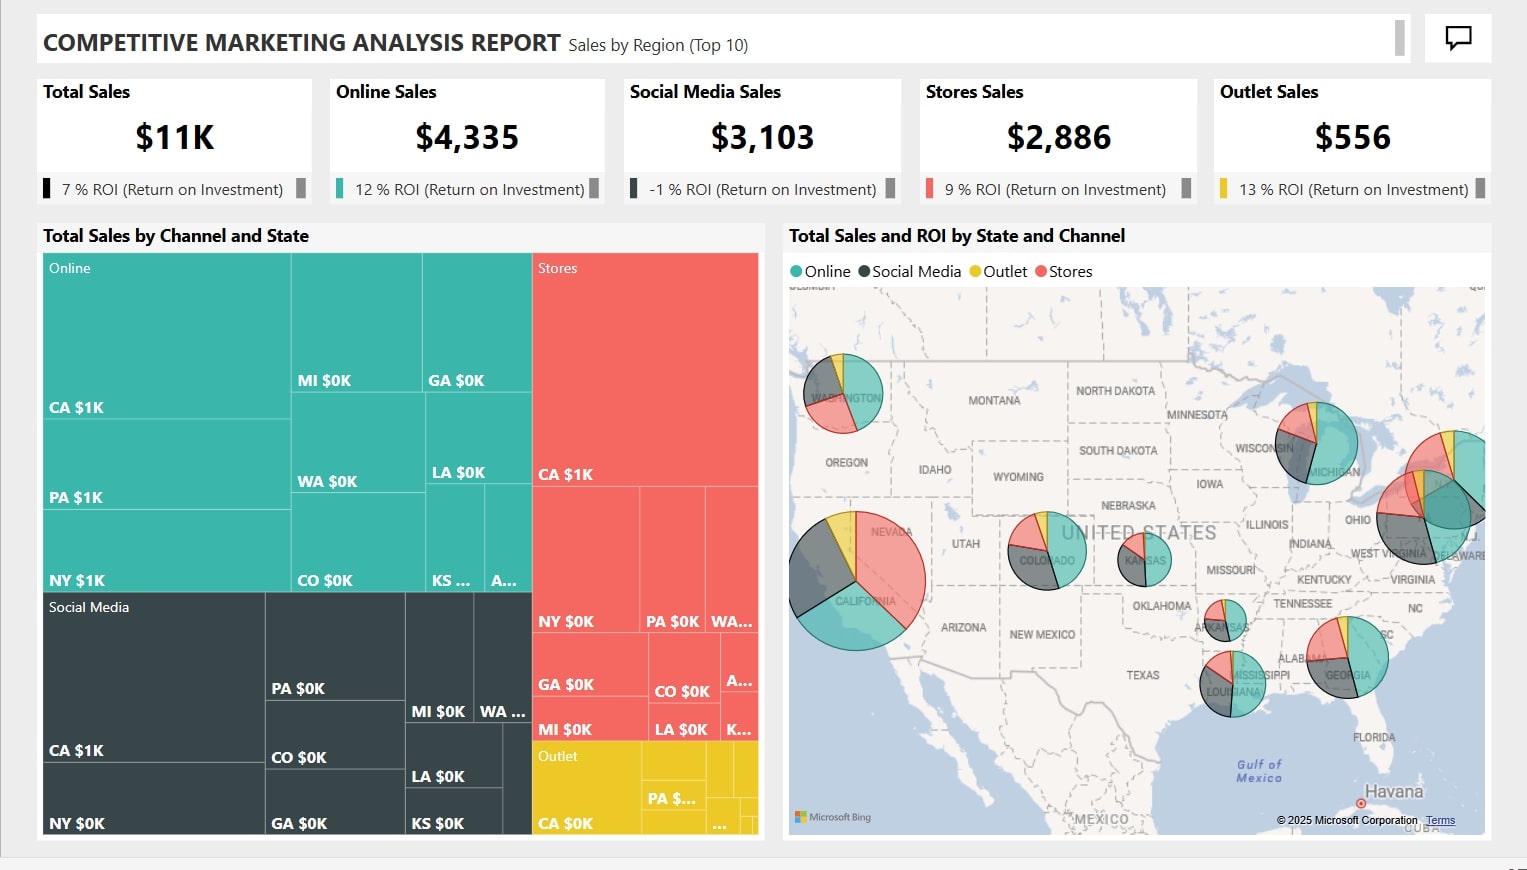 COMPETITIVE MARKETING ANALYSIS REPORT Sales by Region (Top 10)
Total Sales
$11K
7 % ROI (Return on Investment)
Online Sales
$4,335
12 % ROI (Return on Investment)
Social Media Sales
$3,103
-1 % ROI (Return on Investment)
Stores Sales
$2,886
9 % ROI (Return on Investment)
Outlet Sales
$556
13 % ROI (Return on Investment)
Total Sales by Channel and State
Online
CA $1K
PA $1K
NY $1K
MI $0K
GA $0K
WA $0K
LA $0K
CO $0K
KS ...
A...
Social Media
CA $1K
NY $0K
PA $0K
CO $0K
GA $0K
MI $0K
WA ...
LA $0K
KS $0K
Stores
CA $1K
NY $0K
PA $0K
WA...
GA $0K
MI $0K
CO $0K
LA $0K
A...
K...
Outlet
CA $0K
PA $...
...
Total Sales and ROI by State and Channel
Online Social Media Outlet Stores
WASHINGTON
MONTANA
NORTH DAKOTA
MINNESOTA
OREGON
IDAHO
WYOMING
SOUTH DAKOTA
WISCONSIN
MICHIGAN
IOWA
NEBRASKA
NEVADA
UTAH
COLORADO
UNITED STATES
KANSAS
ILLINOIS
INDIANA
OHIO
N.J.
WEST VIRGINIA
DELAWARE
MISSOURI
KENTUCKY
VIRGINIA
CALIFORNIA
ARIZONA
NEW MEXICO
OKLAHOMA
ARKANSAS
TENNESSEE
NC
SC
TEXAS
LOUISIANA
MISSISSIPPI
ALABAMA
GEORGIA
FLORIDA
Gulf of
Mexico
Havana
MEXICO
CUBA
Microsoft Bing
© 2025 Microsoft Corporation Terms